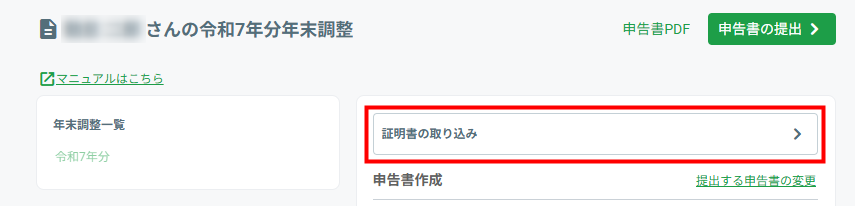 さんの令和7年分年末調整
申告書PDF
申告書の提出
マニュアルはこちら
年末調整一覧
令和7年分
証明書の取り込み
申告書作成
提出する申告書の変更